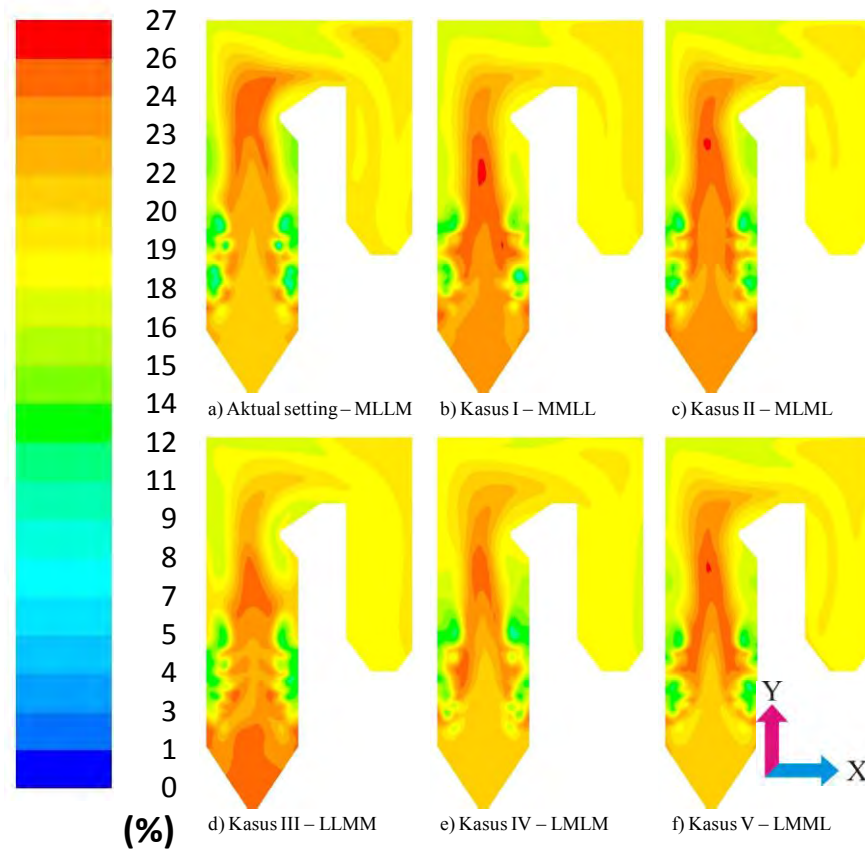 27
26
24
23
22
20
19
18
16
15
14
12
11
9
8
7
5
4
3
1
0
(%)
a) Aktual setting – MLLM
b) Kasus I – MMLL
c) Kasus II – MLML
d) Kasus III – LLMM
e) Kasus IV – LMLM
f) Kasus V – LMML
Y
X